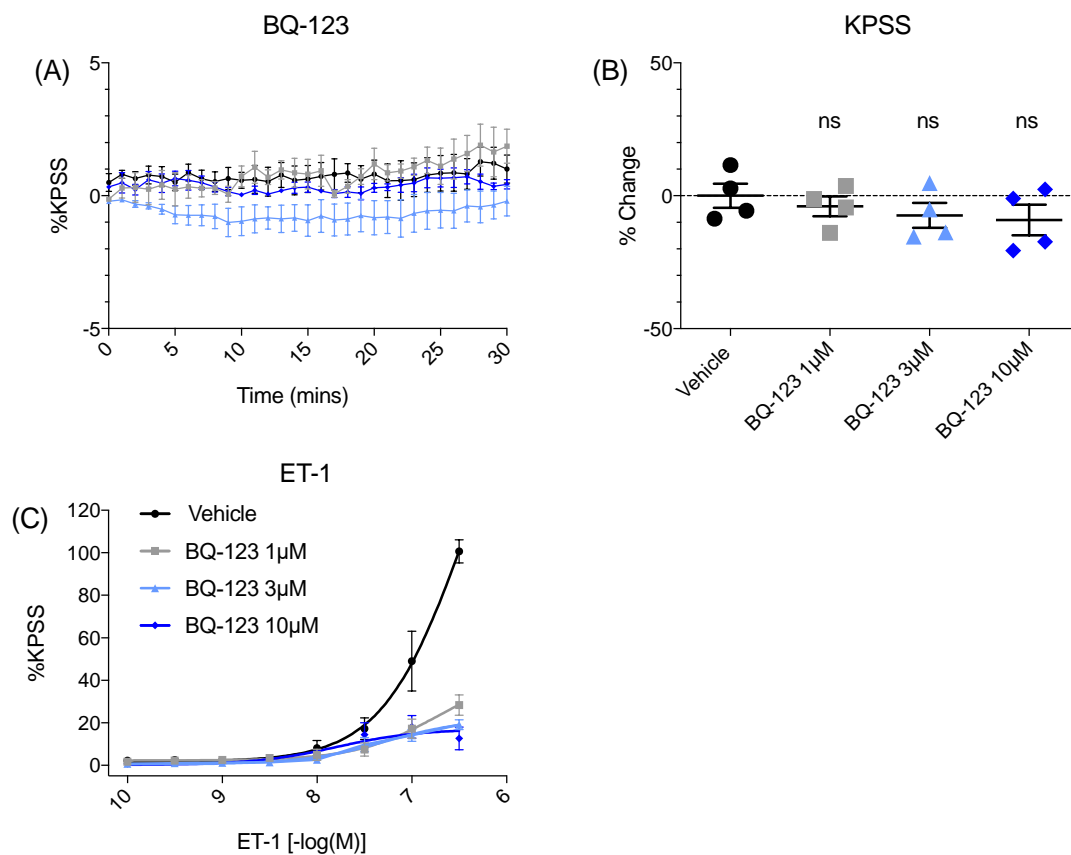 BQ-123
(A)
%KPSS
5
0
-5
0 5 10 15 20 25 30
Time (mins)
KPSS
(B)
% Change
50
0
-50
ns ns ns
Vehicle
BQ-123 1µM
BQ-123 3µM
BQ-123 10µM
ET-1
(C)
%KPSS
120
100
80
60
40
20
0
Vehicle
BQ-123 1µM
BQ-123 3µM
BQ-123 10µM
10 9 8 7 6
ET-1 [-log(M)]